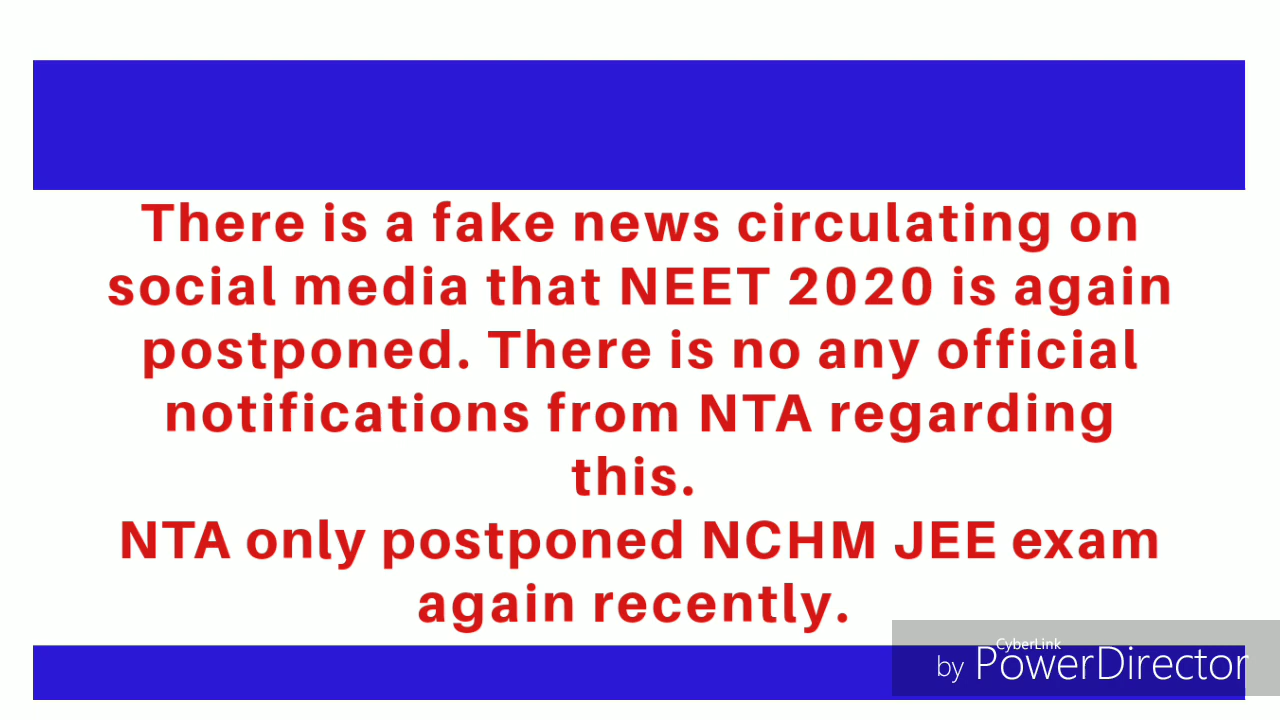 There is a fake news circulating on
social media that NEET 2020 is again
postponed. There is no any official
notifications from NTA regarding
this.
NTA only postponed NCHM JEE exam
again recently.
CyberLink
by PowerDirector